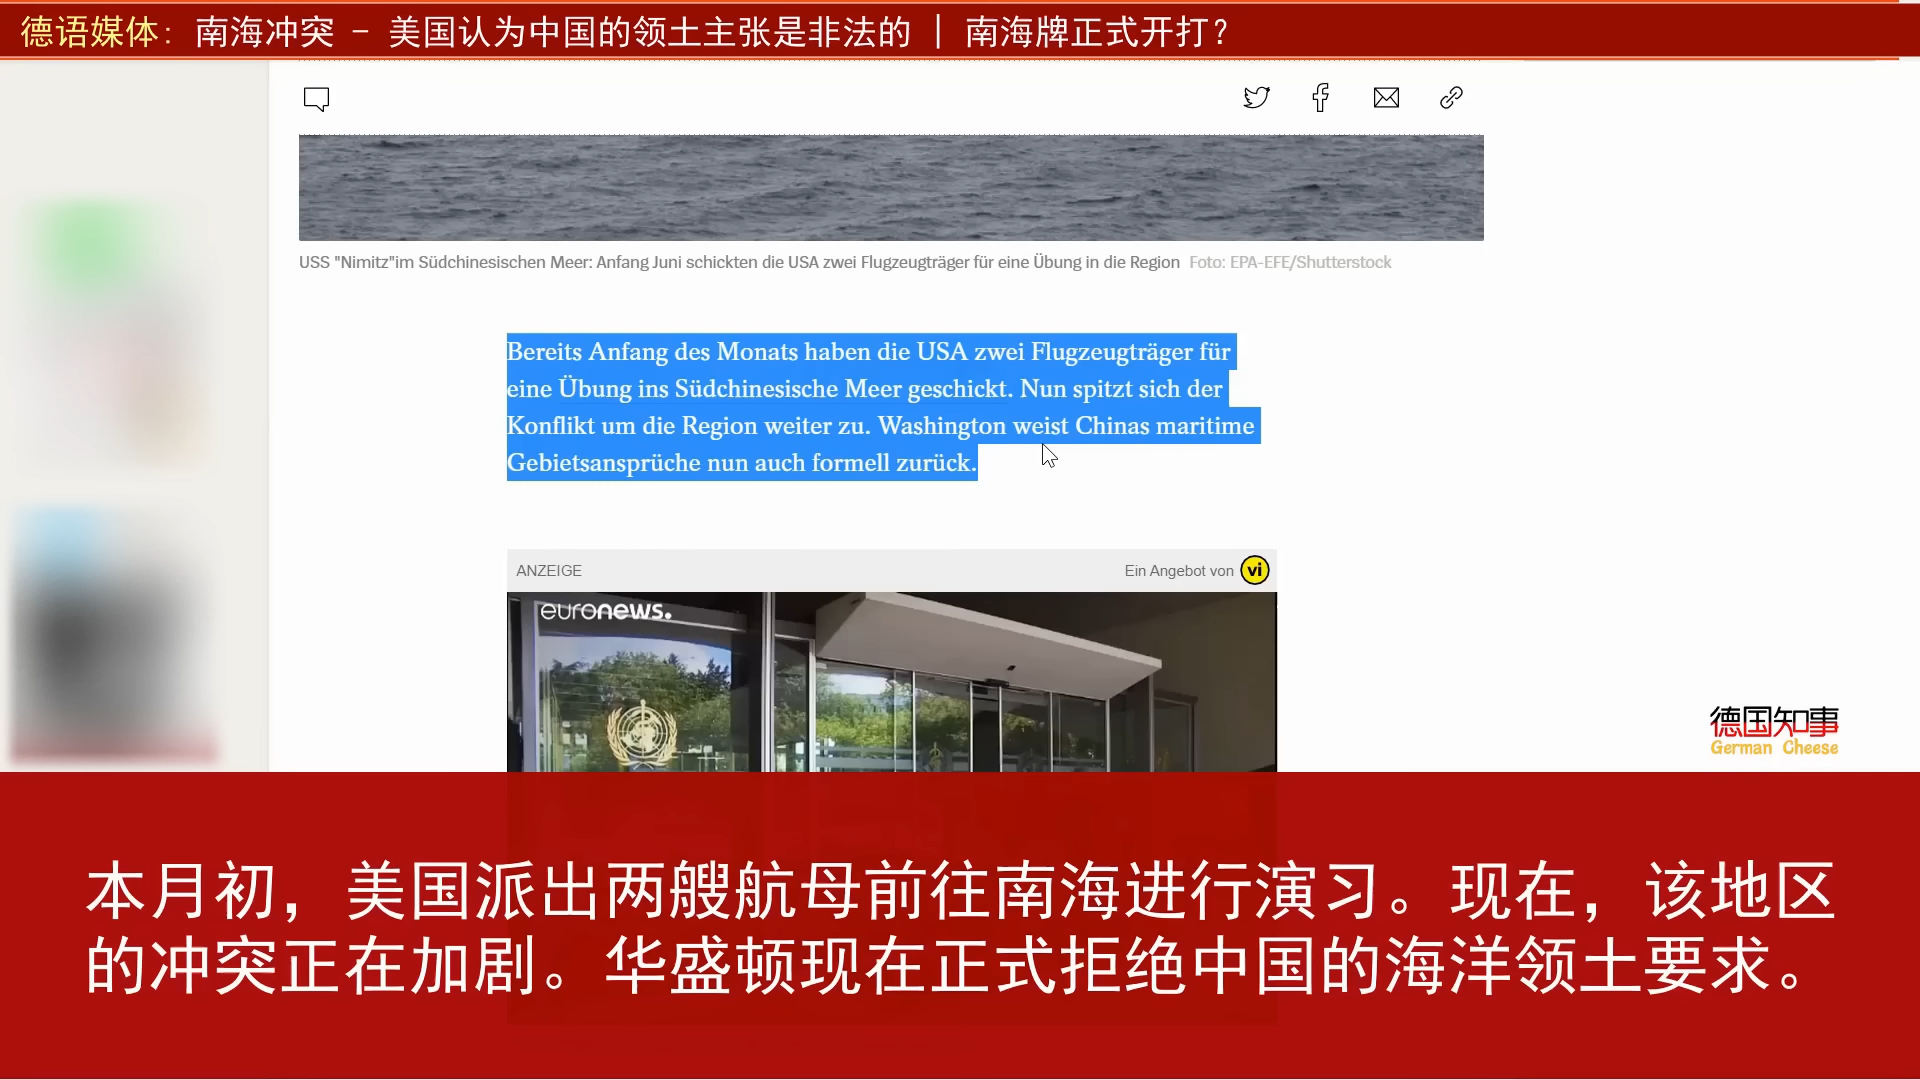 德语媒体: 南海冲突 - 美国认为中国的领土主张是非法的 | 南海牌正式开打?
USS "Nimitz"im Südchinesischen Meer: Anfang Juni schickten die USA zwei Flugzeugträger für eine Übung in die Region Foto: EPA-EFE/Shutterstock
Bereits Anfang des Monats haben die USA zwei Flugzeugträger für
eine Übung ins Südchinesische Meer geschickt. Nun spitzt sich der
Konflikt um die Region weiter zu. Washington weist Chinas maritime
Gebietsansprüche nun auch formell zurück.
ANZEIGE
Ein Angebot von vi
euronews.
德国知事
German Cheese
本月初，美国派出两艘航母前往南海进行演习。现在，该地区
的冲突正在加剧。华盛顿现在正式拒绝中国的海洋领土要求。